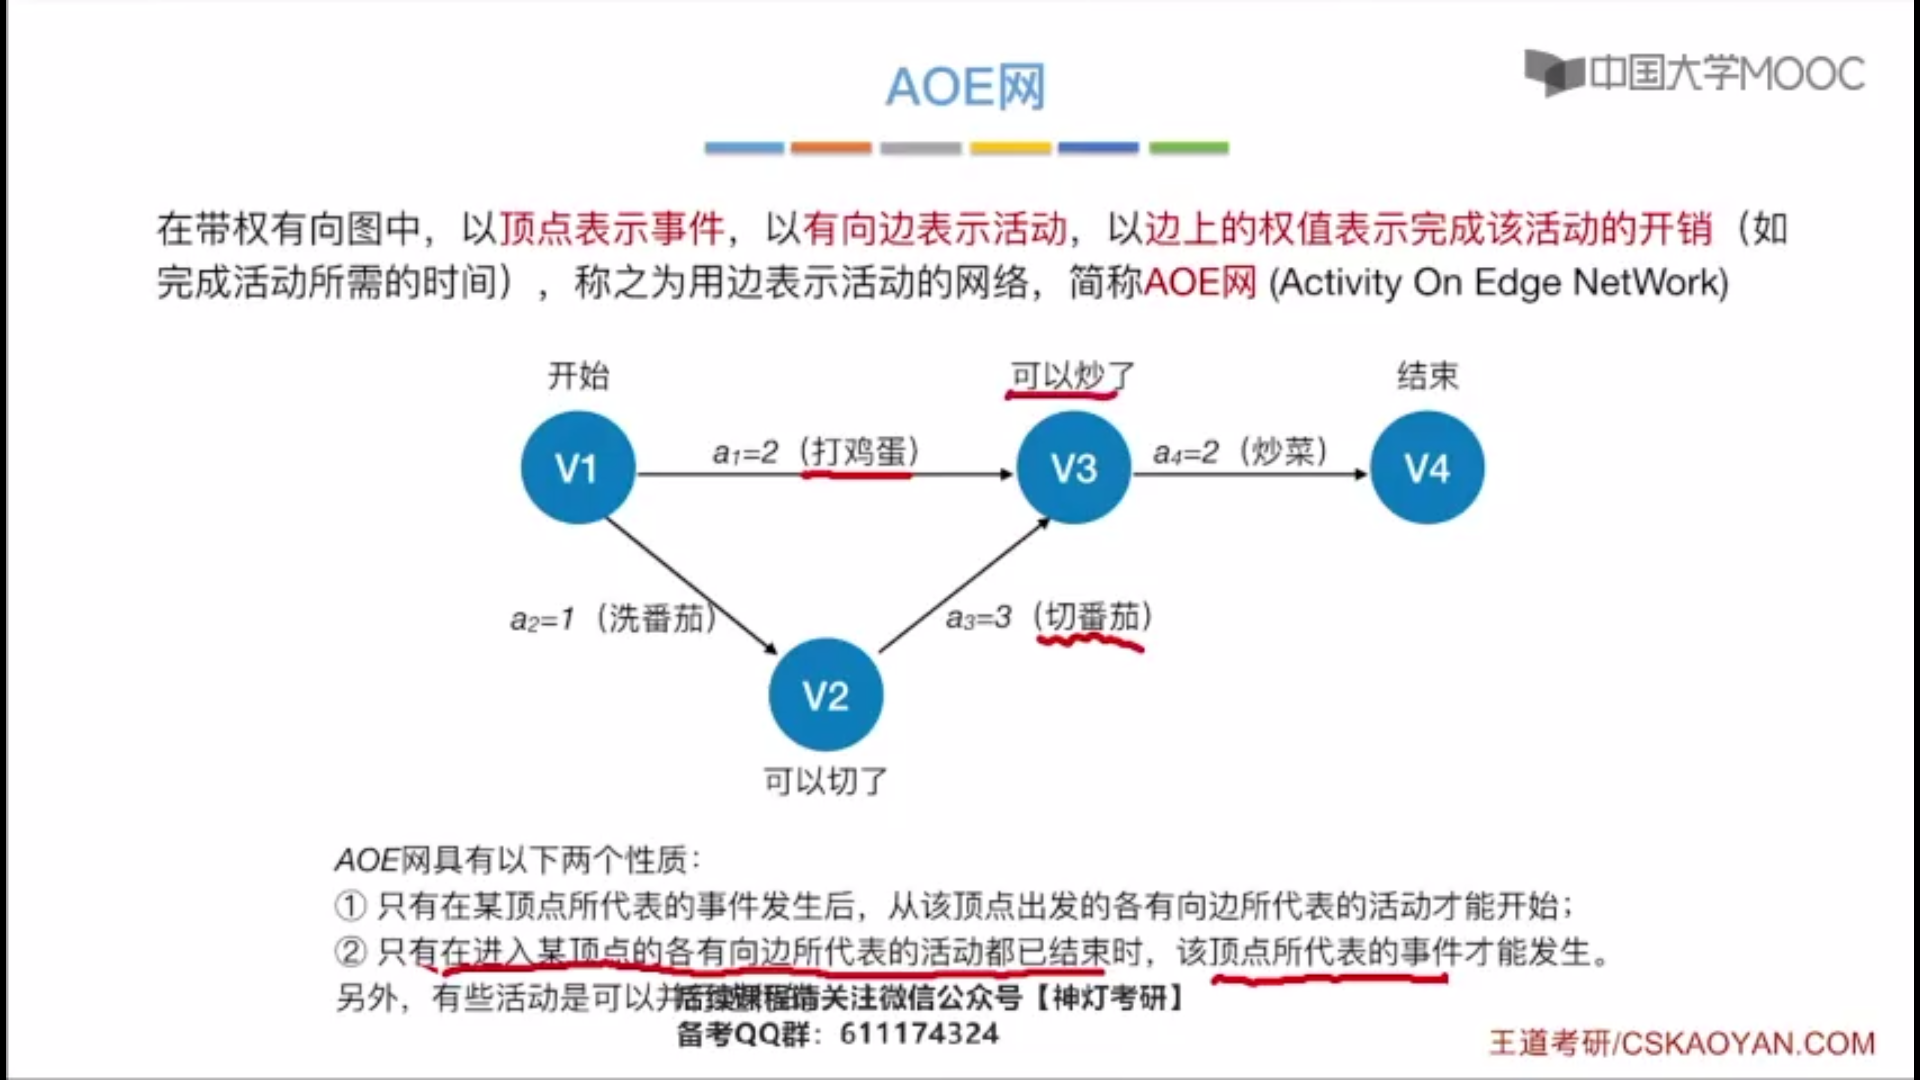 AOE网
中国大学MOOC
在带权有向图中，以顶点表示事件，以有向边表示活动，以边上的权值表示完成该活动的开销（如
完成活动所需的时间），称之为用边表示活动的网络，简称AOE网 (Activity On Edge NetWork)
开始
可以炒了
结束
V1
a₁=2（打鸡蛋）
V3
a₄=2（炒菜）
V4
a₂=1（洗番茄）
a₃=3（切番茄）
V2
可以切了
AOE网具有以下两个性质：
① 只有在某顶点所代表的事件发生后，从该顶点出发的各有向边所代表的活动才能开始；
② 只有在进入某顶点的各有向边所代表的活动都已结束时，该顶点所代表的事件才能发生。
另外，有些活动是可以并
后续课程请关注微信公众号【神灯考研】
备考QQ群：611174324
王道考研/CSKAOYAN.COM